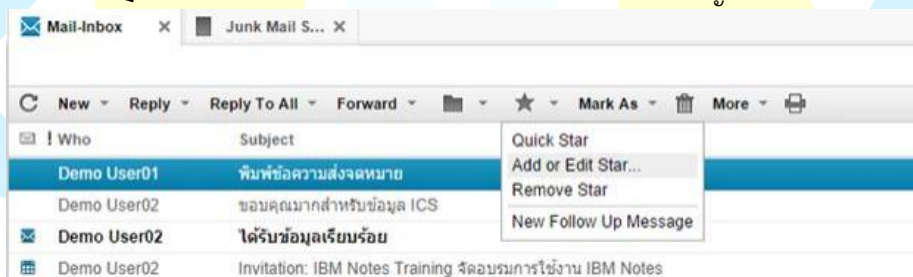 Mail-Inbox × Junk Mail S... ×
New Reply Reply To All Forward Mark As More
! Who Subject
Quick Star
Add or Edit Star...
Remove Star
New Follow Up Message
Demo User01 พิมพ์ข้อความส่งจดหมาย
Demo User02 ขอบคุณมากสำหรับข้อมูล ICS
Demo User02 ได้รับข้อมูลเรียบร้อย
Demo User02 Invitation: IBM Notes Training จัดอบรมการใช้งาน IBM Notes